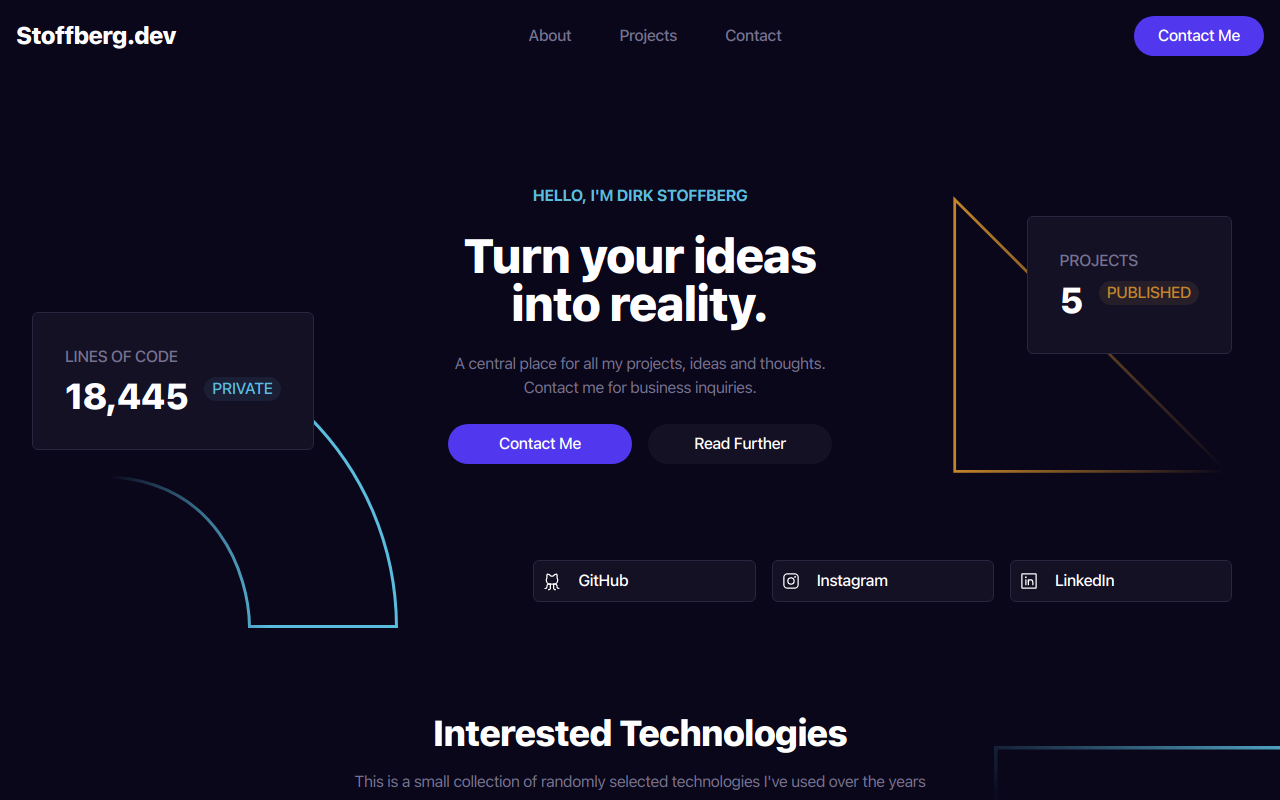 Stoffberg.dev
About
Projects
Contact
Contact Me
HELLO, I'M DIRK STOFFBERG
Turn your ideas
into reality.
A central place for all my projects, ideas and thoughts.
Contact me for business inquiries.
Contact Me
Read Further
LINES OF CODE
18,445 PRIVATE
PROJECTS
5 PUBLISHED
GitHub
Instagram
LinkedIn
Interested Technologies
This is a small collection of randomly selected technologies I've used over the years